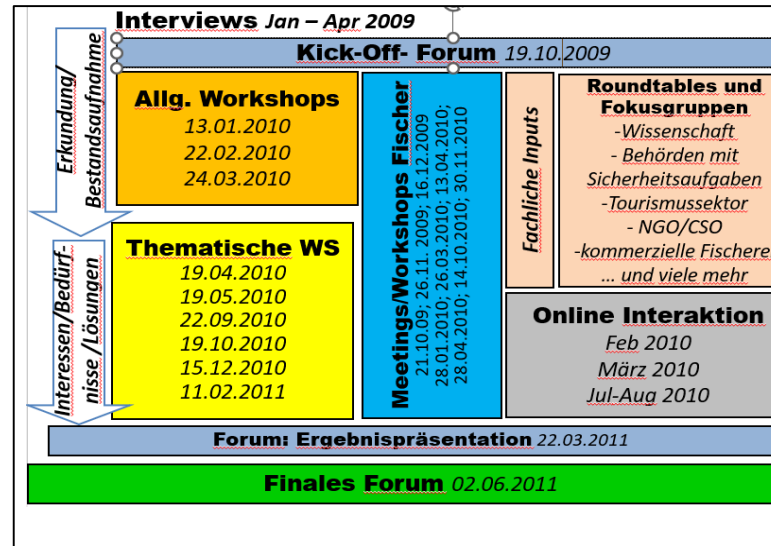 Interviews Jan – Apr 2009
Kick-Off- Forum 19.10.2009
Erkundung/
Bestandsaufnahme
Allg. Workshops
13.01.2010
22.02.2010
24.03.2010
Meetings/Workshops Fischer
21.10.09; 26.11. 2009; 16.12.2009
28.01.2010; 26.03.2010; 13.04.2010;
28.04.2010; 14.10.2010; 30.11.2010
Fachliche Inputs
Roundtables und
Fokusgruppen
-Wissenschaft
- Behörden mit
Sicherheitsaufgaben
-Tourismussektor
- NGO/CSO
-kommerzielle Fischere
... und viele mehr
Interessen/Bedürf-
nisse /Lösungen
Thematische WS
19.04.2010
19.05.2010
22.09.2010
19.10.2010
15.12.2010
11.02.2011
Online Interaktion
Feb 2010
März 2010
Jul-Aug 2010
Forum: Ergebnispräsentation 22.03.2011
Finales Forum 02.06.2011